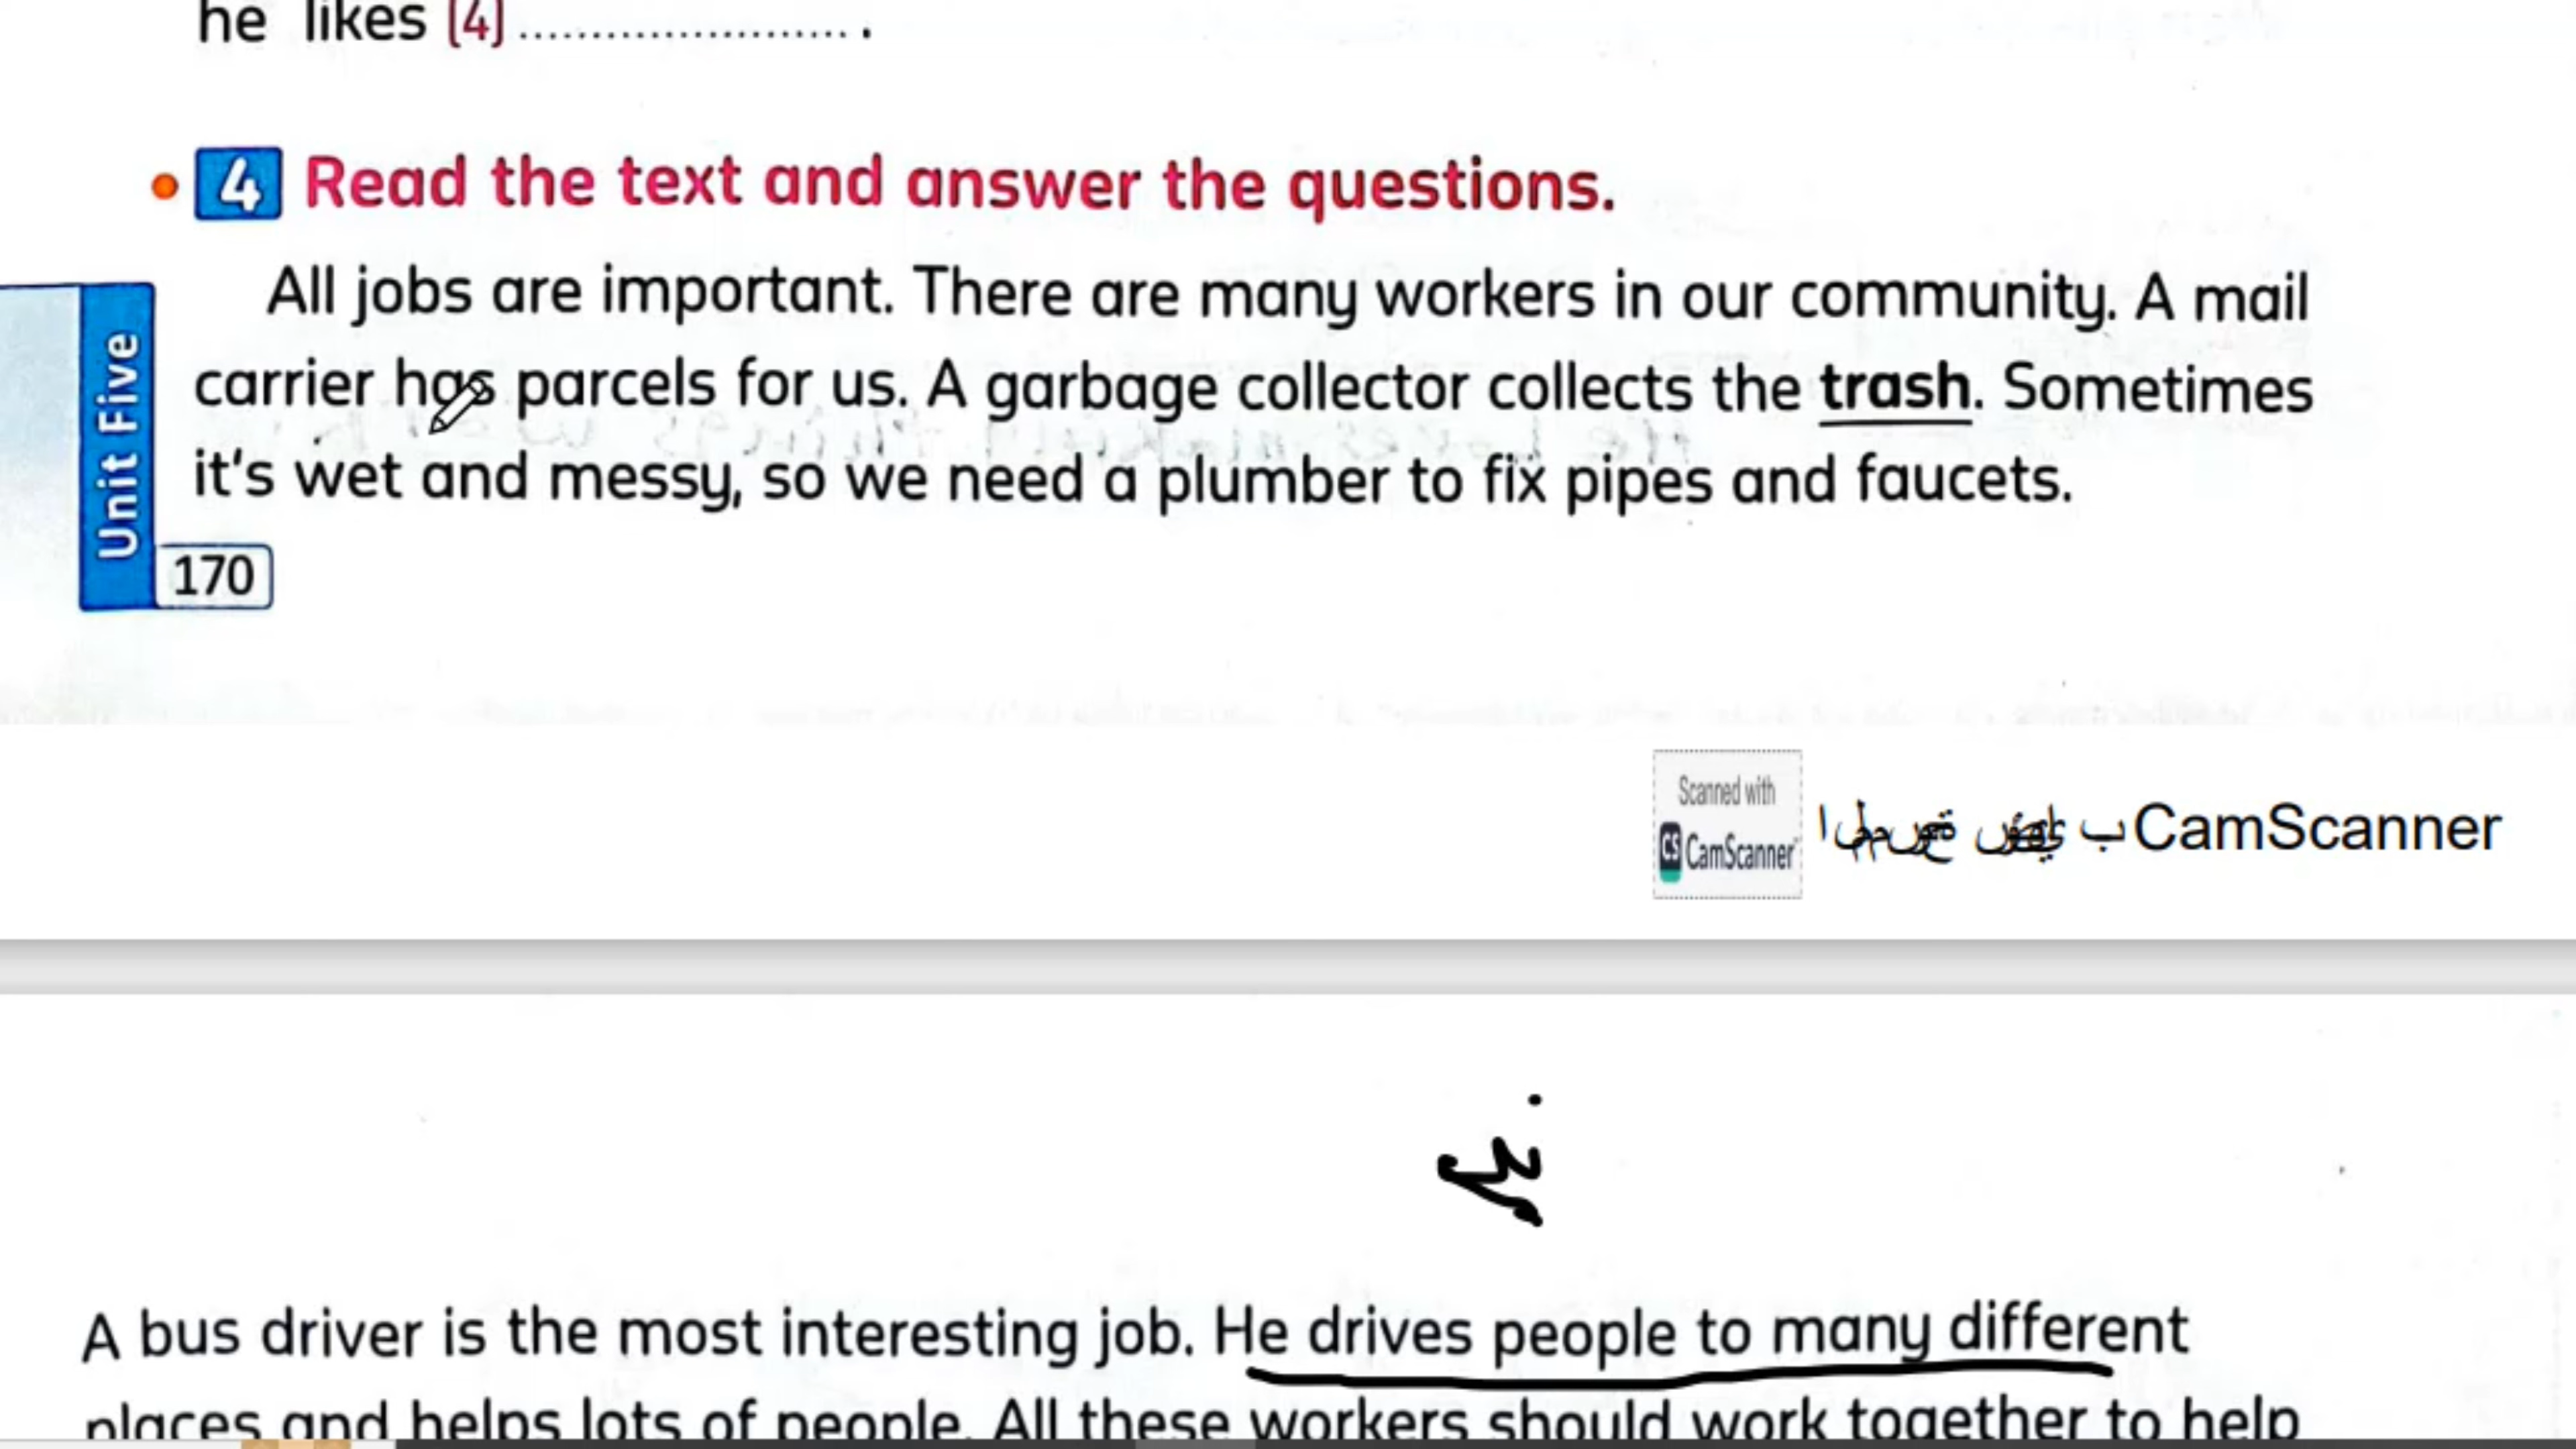 he likes (4) ........................ .
4 Read the text and answer the questions.
All jobs are important. There are many workers in our community. A mail
carrier has parcels for us. A garbage collector collects the trash. Sometimes
it's wet and messy, so we need a plumber to fix pipes and faucets.
Unit Five
170
Scanned with
CS CamScanner
CamScanner
A bus driver is the most interesting job. He drives people to many different
places and helps lots of people. All these workers should work together to help